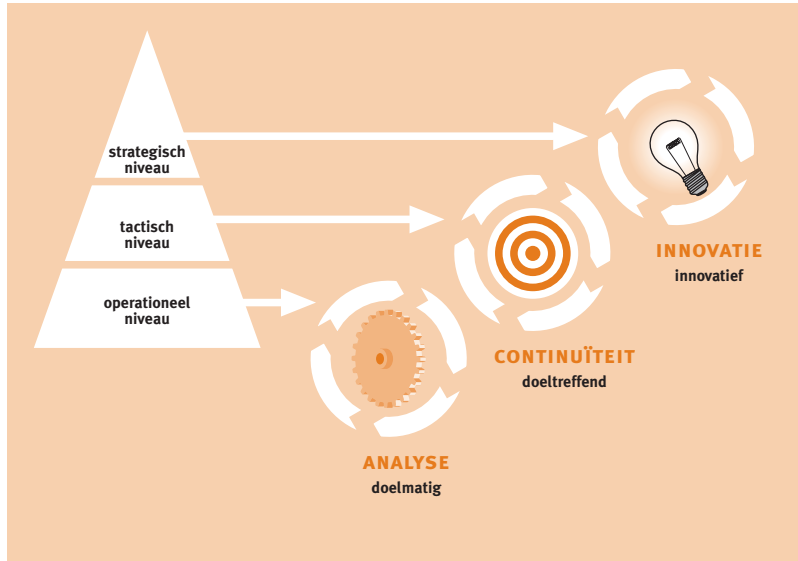 strategisch
niveau
tactisch
niveau
operationeel
niveau
INNOVATIE
innovatief
CONTINUÏTEIT
doeltreffend
ANALYSE
doelmatig